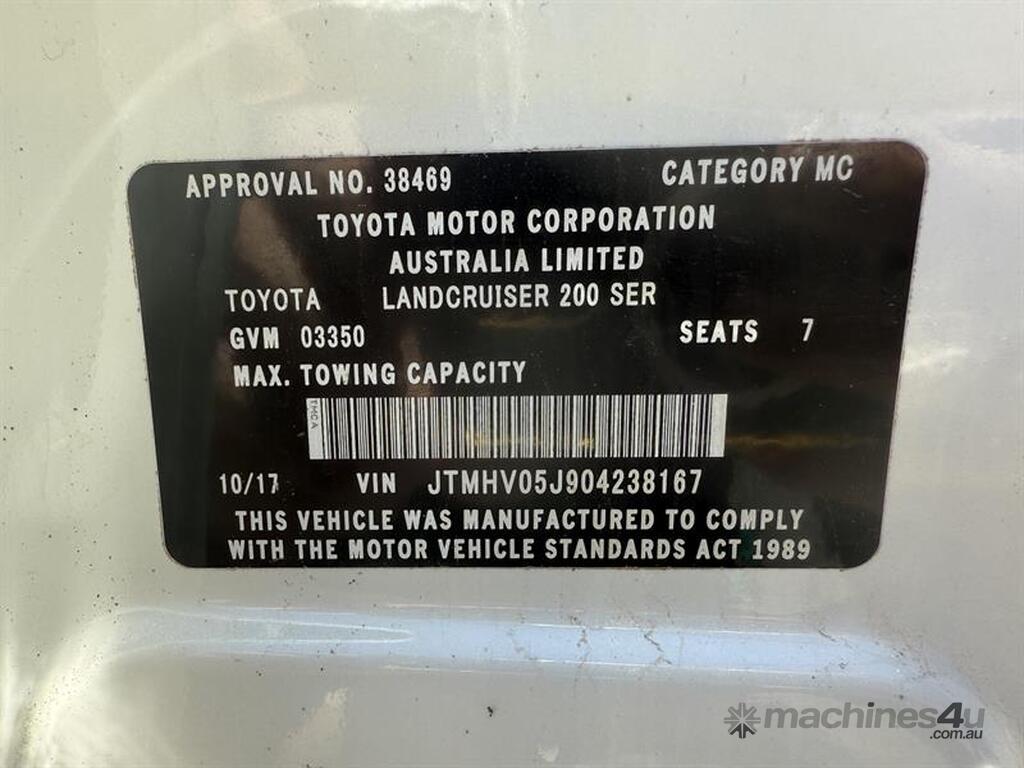 APPROVAL NO. 38469 CATEGORY MC
TOYOTA MOTOR CORPORATION
AUSTRALIA LIMITED
TOYOTA LANDCRUISER 200 SER
GVM 03350 SEATS 7
MAX. TOWING CAPACITY
TMCA
10/17 VIN JTMHV05J904238167
THIS VEHICLE WAS MANUFACTURED TO COMPLY
WITH THE MOTOR VEHICLE STANDARDS ACT 1989
machines4u
.com.au